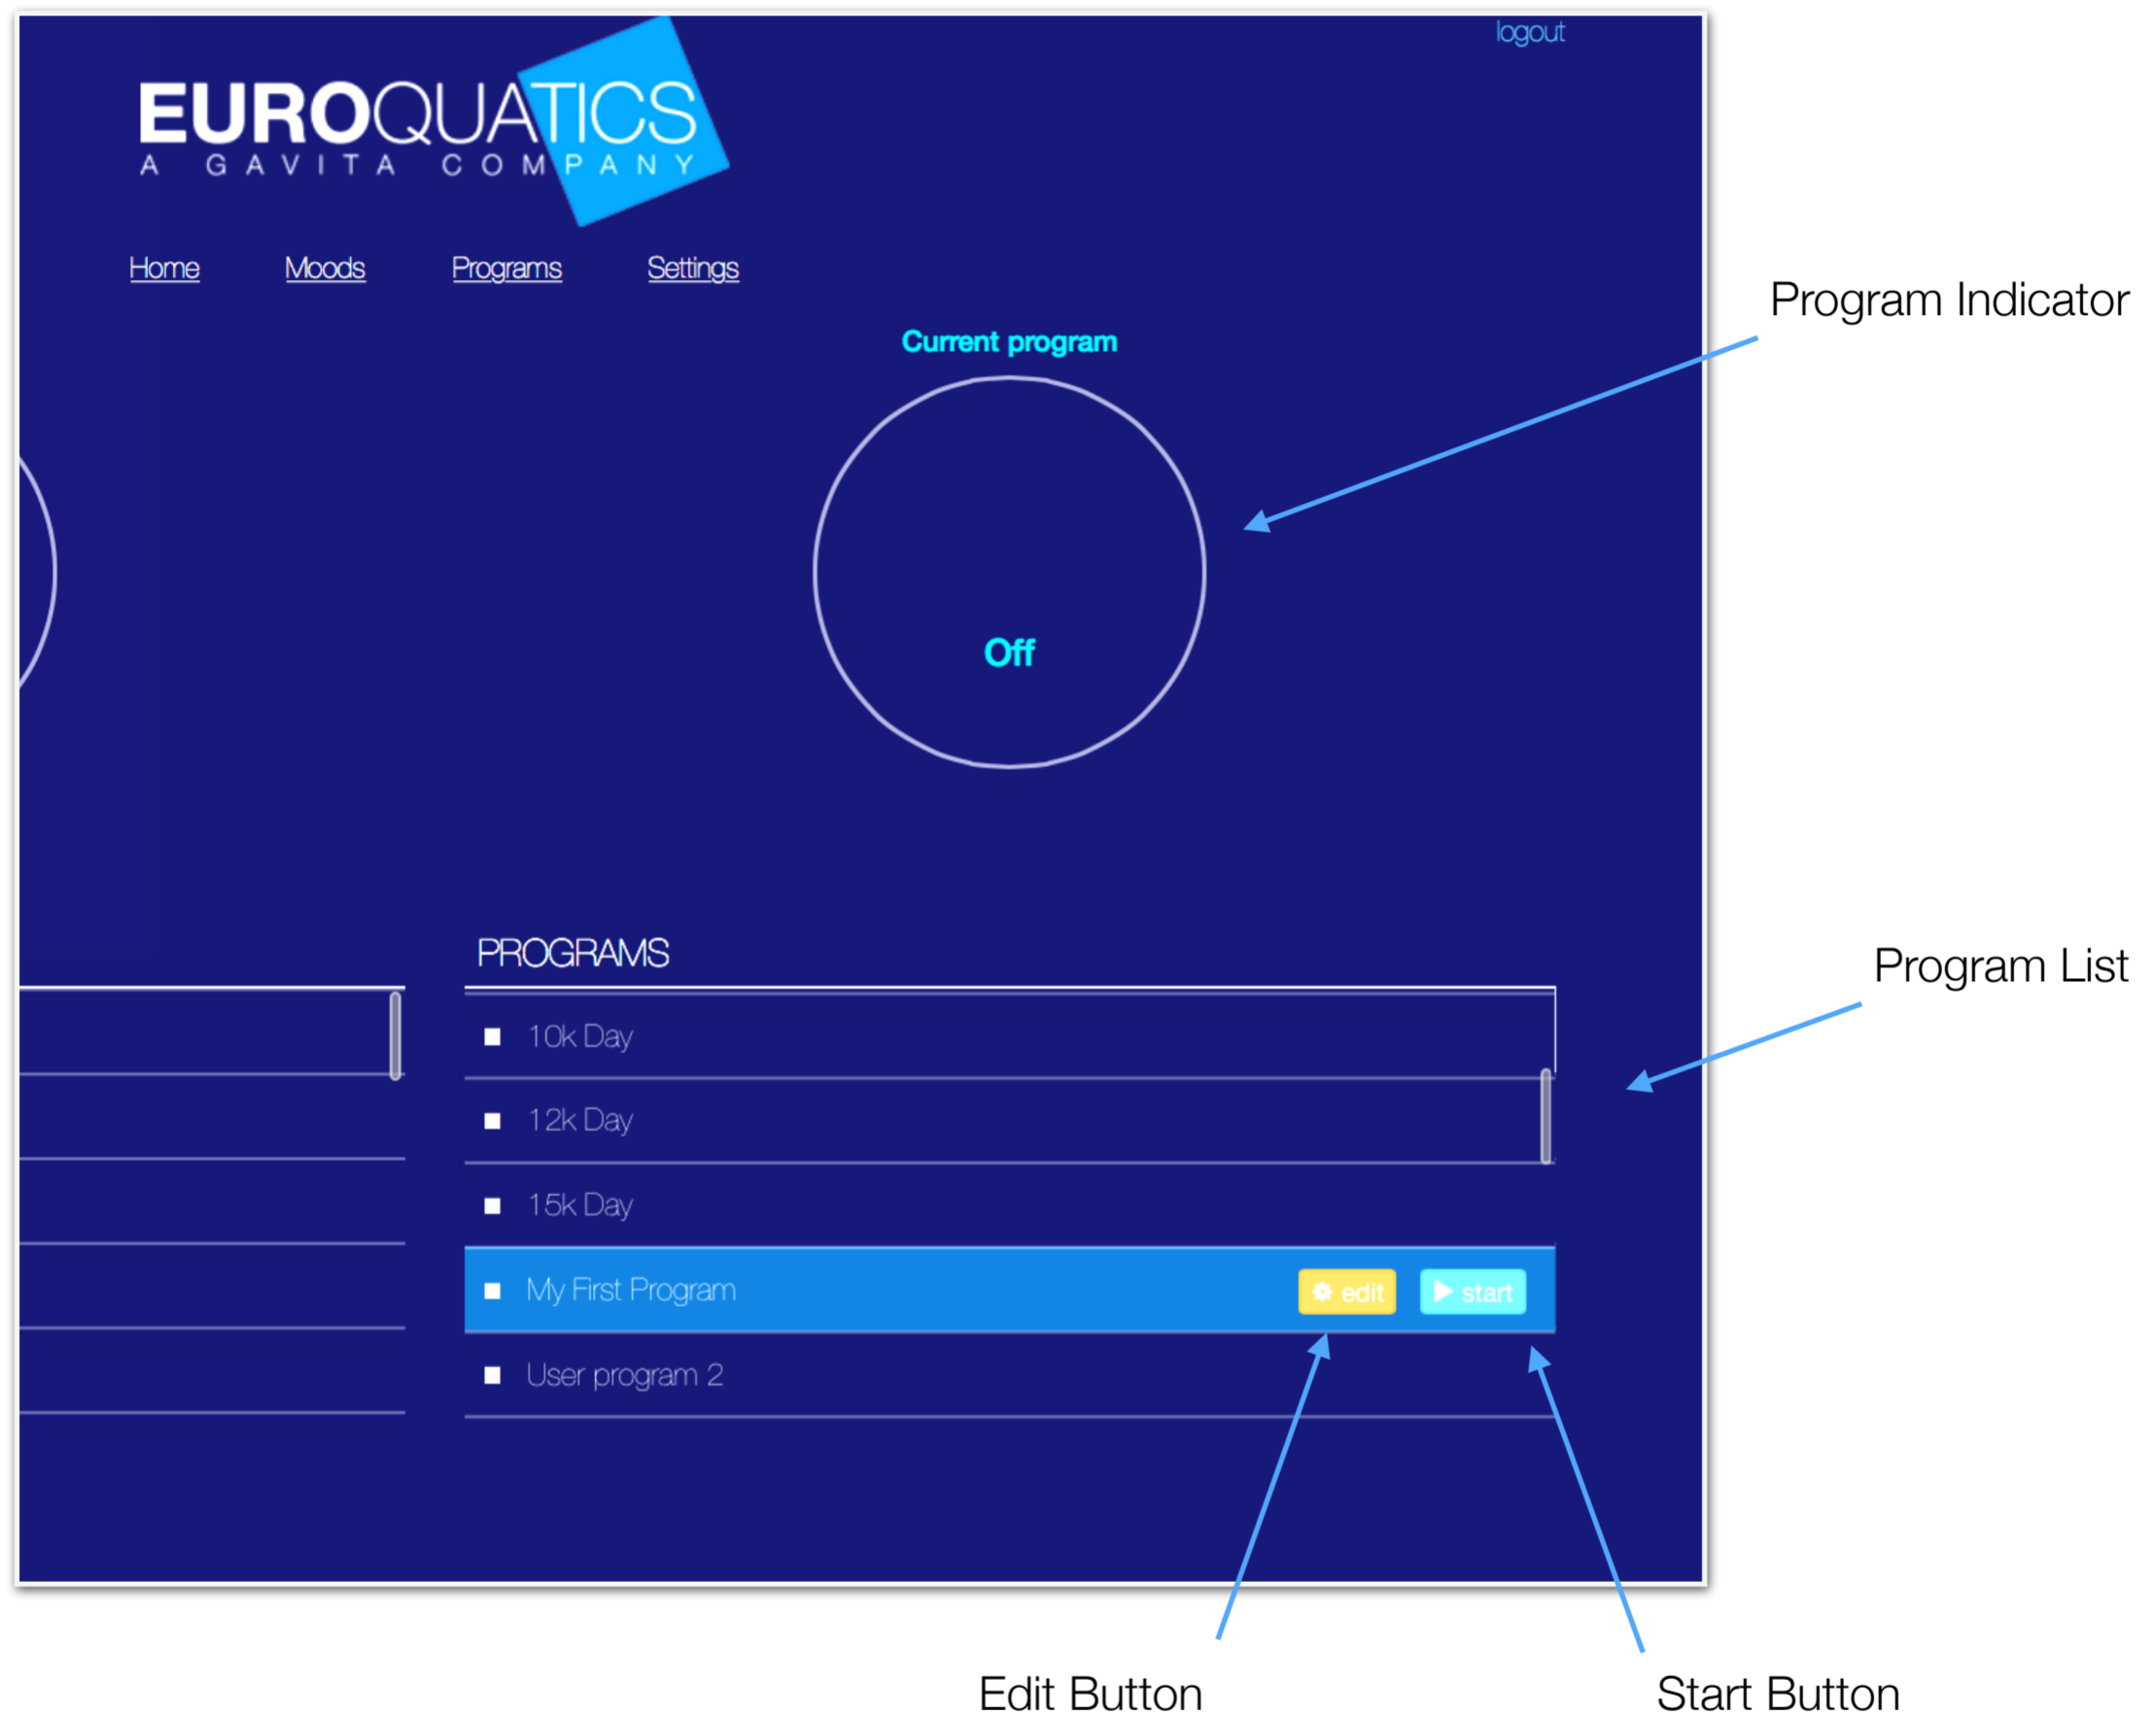 logout
EUROQUATICS
A GAVITA COMPANY
Home Moods Programs Settings
Program Indicator
Current program
Off
PROGRAMS
Program List
10k Day
12k Day
15k Day
My First Program edit start
User program 2
Edit Button Start Button